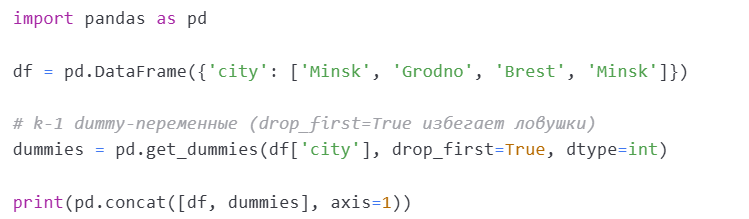 import pandas as pd
df = pd.DataFrame({'city': ['Minsk', 'Grodno', 'Brest', 'Minsk']})
# k-1 dummy-переменные (drop_first=True избегает ловушки)
dummies = pd.get_dummies(df['city'], drop_first=True, dtype=int)
print(pd.concat([df, dummies], axis=1))